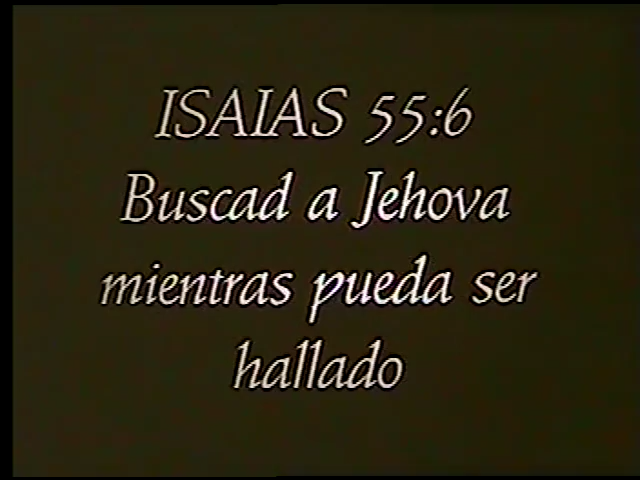 ISAIAS 55:6
Buscad a Jehova
mientras pueda ser
hallado